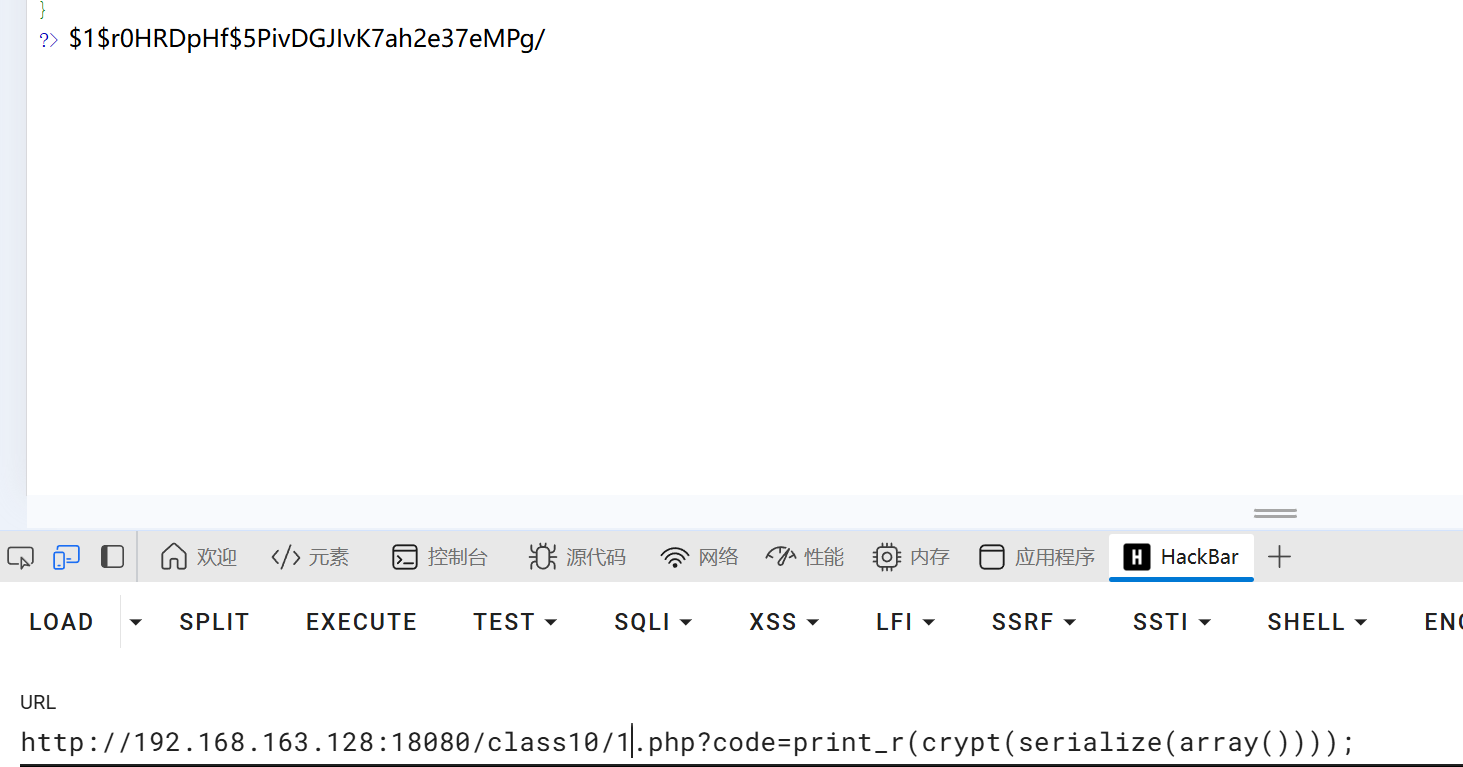 }
?> $1$r0HRDpHf$5PivDGJIvK7ah2e37eMPg/
欢迎 元素 控制台 源代码 网络 性能 内存 应用程序 H HackBar
LOAD SPLIT EXECUTE TEST SQLI XSS LFI SSRF SSTI SHELL ENC
URL
http://192.168.163.128:18080/class10/1.php?code=print_r(crypt(serialize(array())));